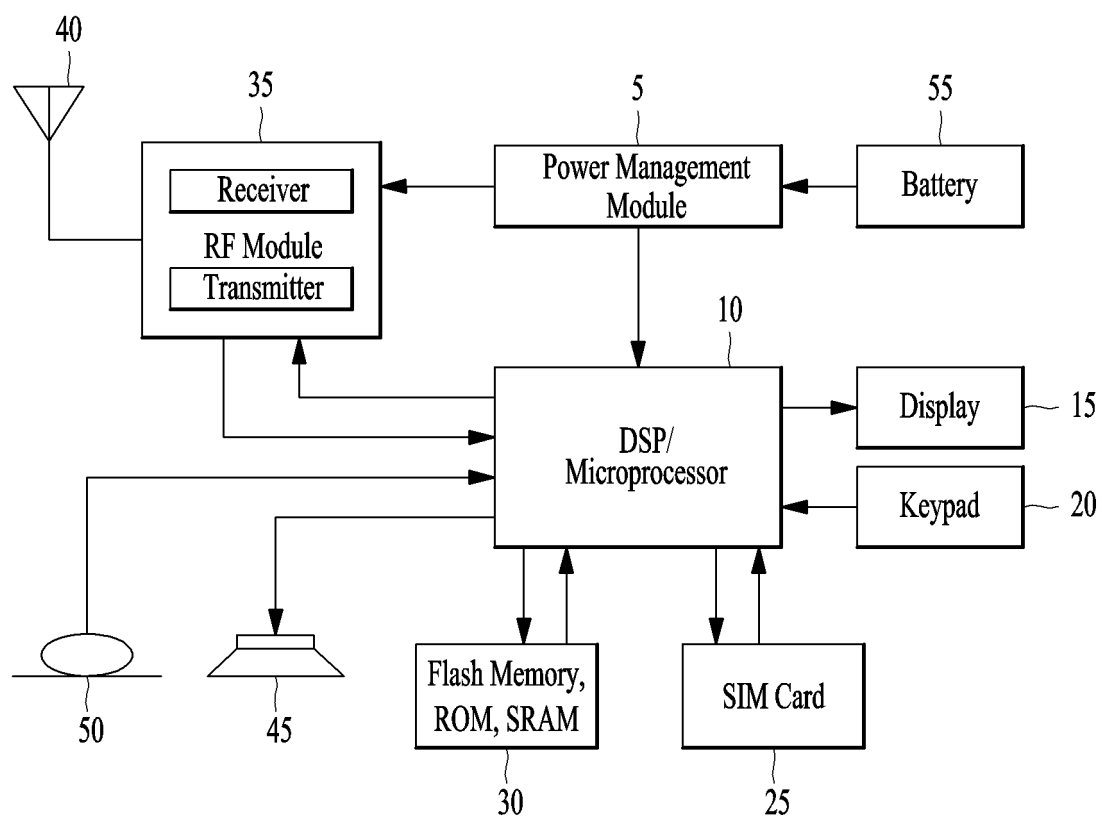 40
35
5
55
Receiver
RF Module
Transmitter
Power Management
Module
Battery
10
DSP/
Microprocessor
Display
15
Keypad
20
50
45
Flash Memory,
ROM, SRAM
30
SIM Card
25